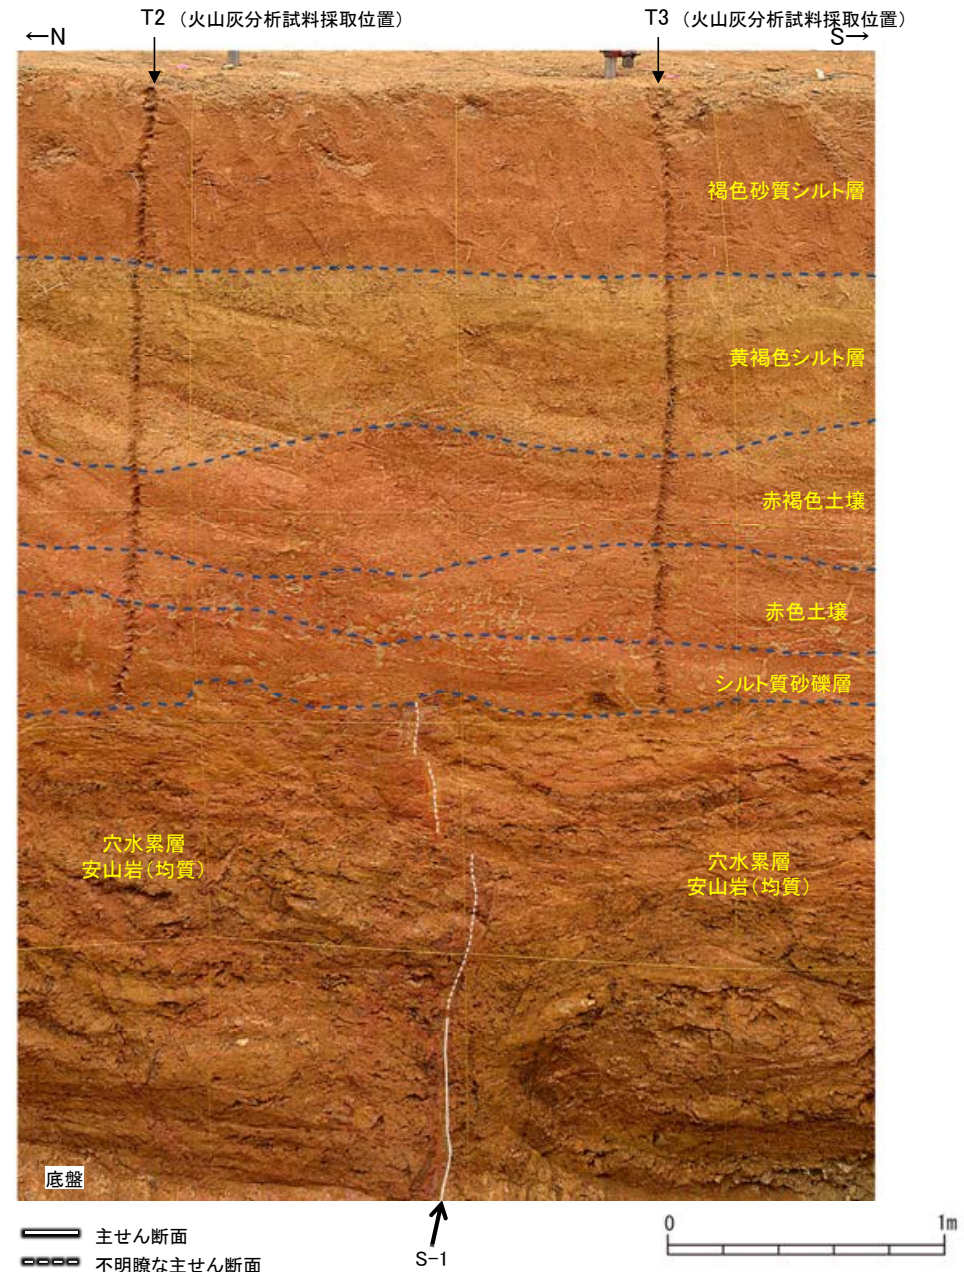 T2 (火山灰分析試料採取位置)
T3 (火山灰分析試料採取位置)
←N
S→
褐色砂質シルト層
黄褐色シルト層
赤褐色土壌
赤色土壌
シルト質砂礫層
穴水累層
安山岩(均質)
穴水累層
安山岩(均質)
底盤
主せん断面
不明瞭な主せん断面
S-1
0 1m